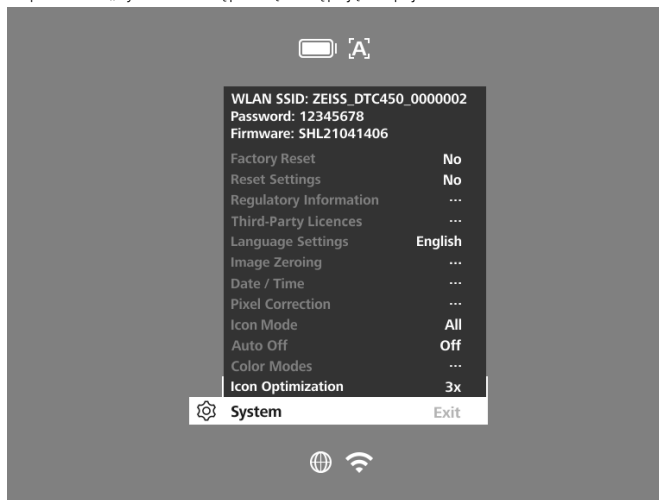 [A]
WLAN SSID: ZEISS_DTC450_0000002
Password: 12345678
Firmware: SHL21041406
Factory Reset No
Reset Settings No
Regulatory Information ...
Third-Party Licences ...
Language Settings English
Image Zeroing ...
Date / Time ...
Pixel Correction ...
Icon Mode All
Auto Off Off
Color Modes ...
Icon Optimization 3x
System Exit